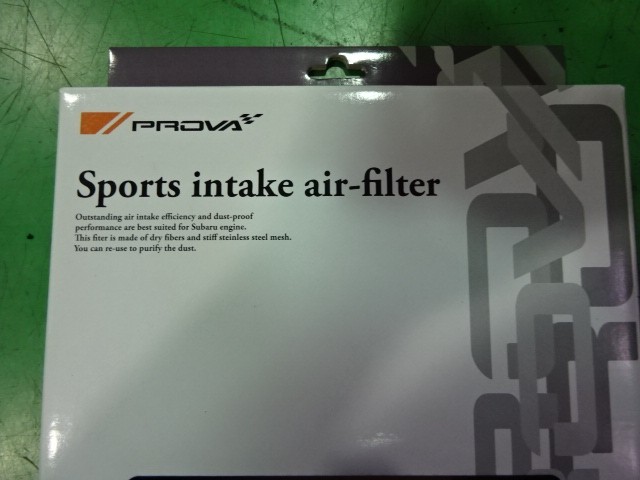 PROVA
Sports intake air-filter
Outstanding air intake efficiency and dust-proof
performance are best suited for Subaru engine.
This fiter is made of dry fibers and stiff steinless steel mesh.
You can re-use to purify the dust.